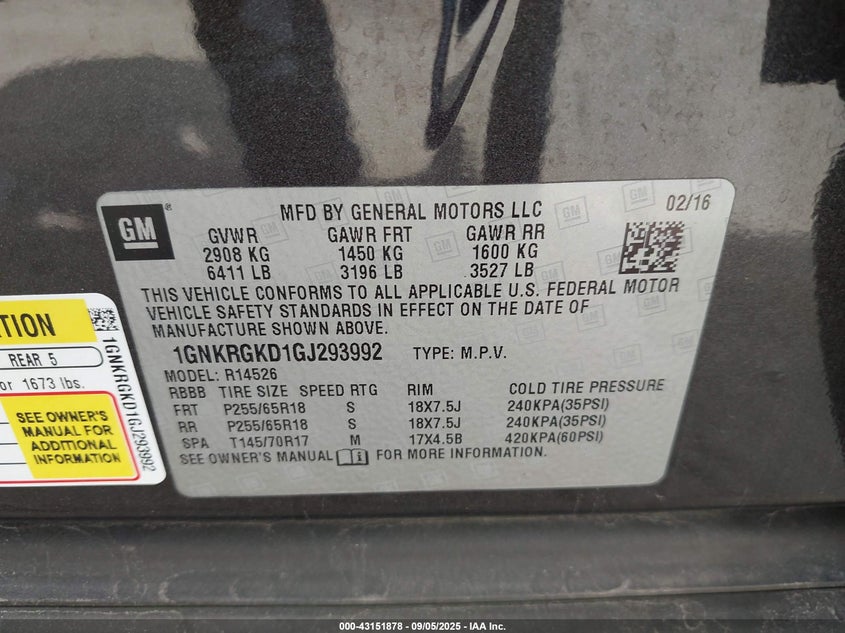 GM
®
MFD BY GENERAL MOTORS LLC
02/16
GVWR GAWR FRT GAWR RR
2908 KG 1450 KG 1600 KG
6411 LB 3196 LB 3527 LB
THIS VEHICLE CONFORMS TO ALL APPLICABLE U.S. FEDERAL MOTOR
VEHICLE SAFETY STANDARDS IN EFFECT ON THE DATE OF
MANUFACTURE SHOWN ABOVE.
1GNKRGKD1GJ293992 TYPE: M.P.V.
MODEL: R14526
RBBB TIRE SIZE SPEED RTG RIM COLD TIRE PRESSURE
FRT P255/65R18 S 18X7.5J 240KPA(35PSI)
RR P255/65R18 S 18X7.5J 240KPA(35PSI)
SPA T145/70R17 M 17X4.5B 420KPA(60PSI)
SEE OWNER'S MANUAL i FOR MORE INFORMATION.
TION
REAR 5
or 1673 lbs.
SEE OWNER'S
MANUAL FOR
ADDITIONAL
INFORMATION
1GNKRGKD1GJ293992
000-43151878 - 09/05/2025 - IAA Inc.